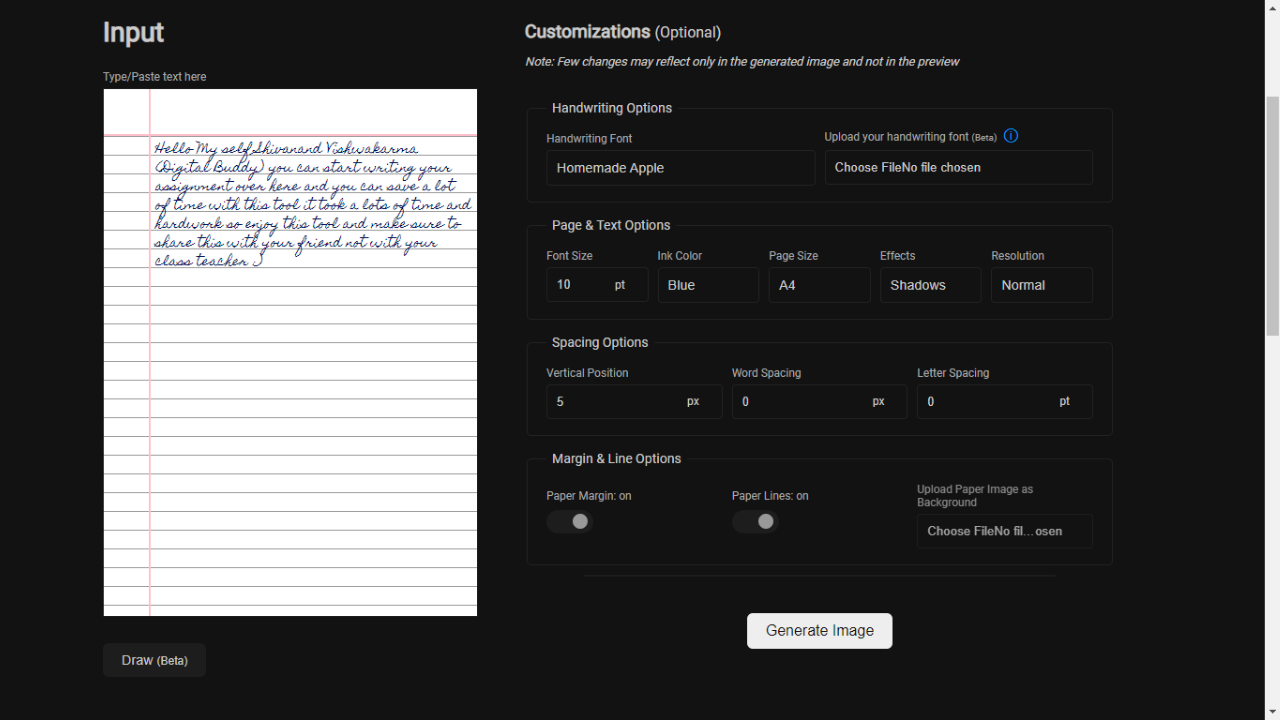 Input
Type/Paste text here
Hello My self Shivanand Vishwakarma
(Digital Buddy) you can start writing your
assignment over here and you can save a lot
of time with this tool it took a lots of time and
hardwork so enjoy this tool and make sure to
share this with your friend not with your
class teacher :)
Draw (Beta)
Customizations (Optional)
Note: Few changes may reflect only in the generated image and not in the preview
Handwriting Options
Handwriting Font
Homemade Apple
Upload your handwriting font (Beta)
Choose FileNo file chosen
Page & Text Options
Font Size
10 pt
Ink Color
Blue
Page Size
A4
Effects
Shadows
Resolution
Normal
Spacing Options
Vertical Position
5 px
Word Spacing
0 px
Letter Spacing
0 pt
Margin & Line Options
Paper Margin: on
Paper Lines: on
Upload Paper Image as
Background
Choose FileNo fil...osen
Generate Image